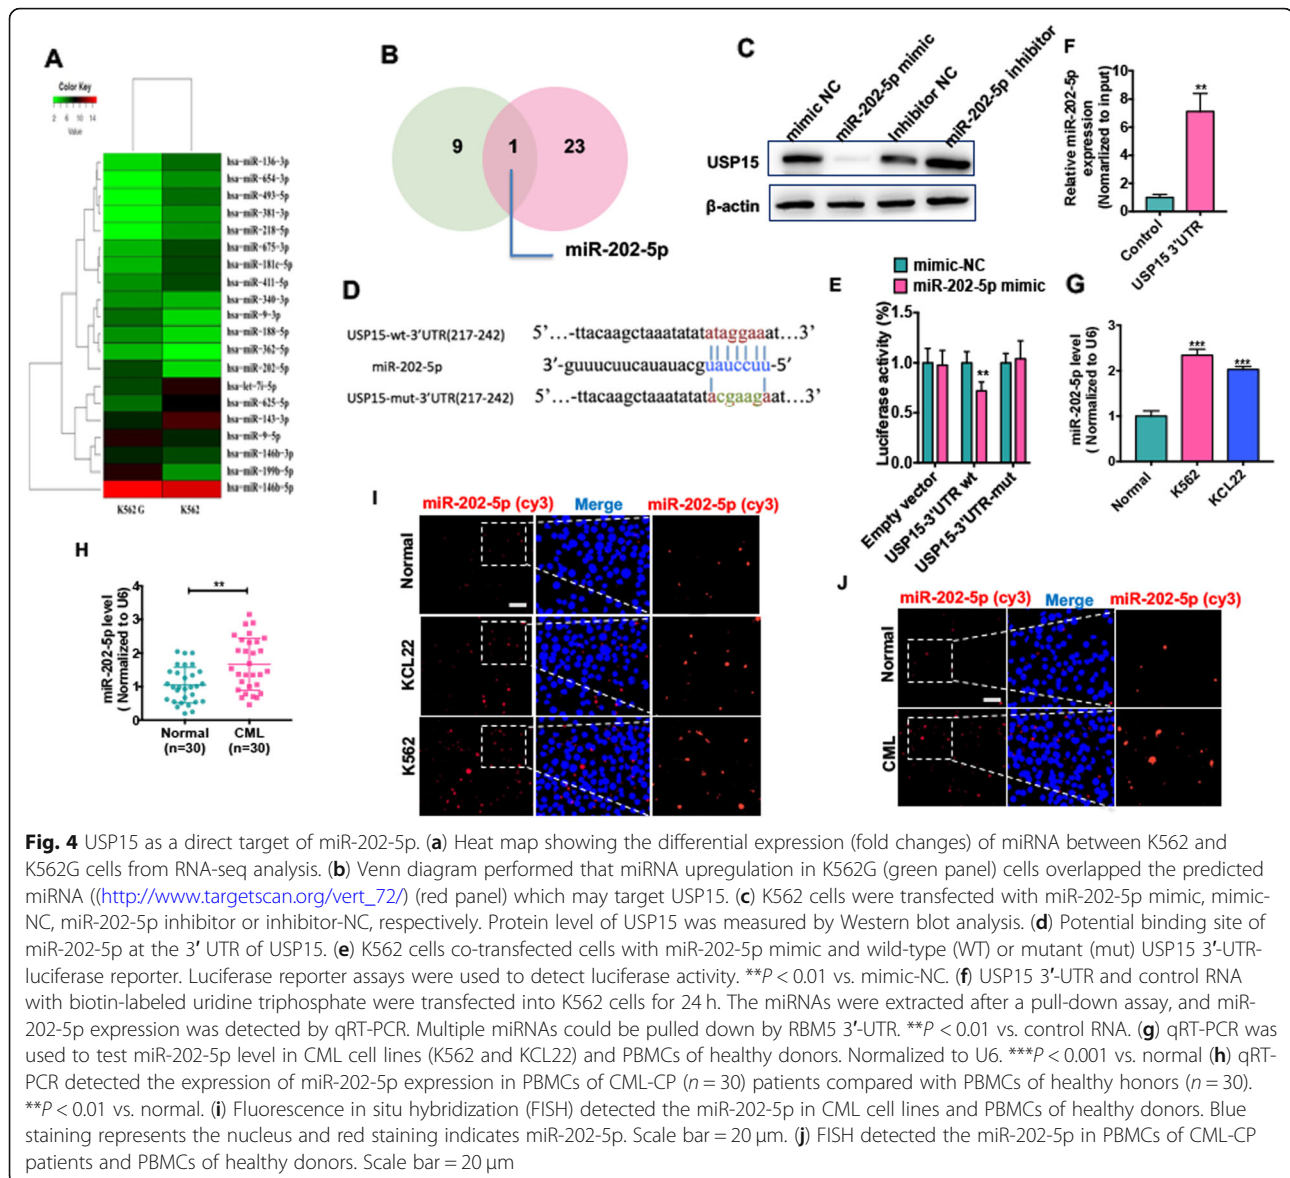 A
Color Key
2 6 10 14
Value
hsa-miR-136-3p
hsa-miR-654-3p
hsa-miR-493-5p
hsa-miR-381-3p
hsa-miR-218-5p
hsa-miR-675-3p
hsa-miR-181c-5p
hsa-miR-411-5p
hsa-miR-340-3p
hsa-miR-9-3p
hsa-miR-188-5p
hsa-miR-362-5p
hsa-miR-202-5p
hsa-let-7i-5p
hsa-miR-625-5p
hsa-miR-143-3p
hsa-miR-9-5p
hsa-miR-146b-3p
hsa-miR-199b-5p
hsa-miR-146b-5p
K562 G K562
B
9 1 23
miR-202-5p
C
mimic NC
miR-202-5p mimic
Inhibitor NC
miR-202-5p inhibitor
USP15
β-actin
D
USP15-wt-3'UTR(217-242) 5'...-ttacaagctaaatatatataggaaat...3'
miR-202-5p 3'-guuucuucauauacguauccuu-5'
USP15-mut-3'UTR(217-242) 5'...-ttacaagctaaatatatacgaagaat...3'
E
mimic-NC
miR-202-5p mimic
Luciferase activity (%)
1.5
1.0
0.5
0.0
**
Empty vector
USP15-3'UTR wt
USP15-3'UTR-mut
F
Relative miR-202-5p
expression
(Nomarlized to input)
10
8
6
4
2
0
**
Control
USP15 3'UTR
G
miR-202-5p level
( Normalized to U6)
3
2
1
0
***
***
Normal
K562
KCL22
H
miR-202-5p level
( Normalized to U6)
4
3
2
1
0
**
Normal
(n=30)
CML
(n=30)
I
miR-202-5p (cy3) Merge miR-202-5p (cy3)
Normal
KCL22
K562
J
miR-202-5p (cy3) Merge miR-202-5p (cy3)
Normal
CML
Fig. 4 USP15 as a direct target of miR-202-5p. (a) Heat map showing the differential expression (fold changes) of miRNA between K562 and
K562G cells from RNA-seq analysis. (b) Venn diagram performed that miRNA upregulation in K562G (green panel) cells overlapped the predicted
miRNA ((http://www.targetscan.org/vert_72/) (red panel) which may target USP15. (c) K562 cells were transfected with miR-202-5p mimic, mimic-
NC, miR-202-5p inhibitor or inhibitor-NC, respectively. Protein level of USP15 was measured by Western blot analysis. (d) Potential binding site of
miR-202-5p at the 3′ UTR of USP15. (e) K562 cells co-transfected cells with miR-202-5p mimic and wild-type (WT) or mutant (mut) USP15 3′-UTR-
luciferase reporter. Luciferase reporter assays were used to detect luciferase activity. **P < 0.01 vs. mimic-NC. (f) USP15 3′-UTR and control RNA
with biotin-labeled uridine triphosphate were transfected into K562 cells for 24 h. The miRNAs were extracted after a pull-down assay, and miR-
202-5p expression was detected by qRT-PCR. Multiple miRNAs could be pulled down by RBM5 3′-UTR. **P < 0.01 vs. control RNA. (g) qRT-PCR was
used to test miR-202-5p level in CML cell lines (K562 and KCL22) and PBMCs of healthy donors. Normalized to U6. ***P < 0.001 vs. normal (h) qRT-
PCR detected the expression of miR-202-5p expression in PBMCs of CML-CP (n = 30) patients compared with PBMCs of healthy honors (n = 30).
**P < 0.01 vs. normal. (i) Fluorescence in situ hybridization (FISH) detected the miR-202-5p in CML cell lines and PBMCs of healthy donors. Blue
staining represents the nucleus and red staining indicates miR-202-5p. Scale bar = 20 μm. (j) FISH detected the miR-202-5p in PBMCs of CML-CP
patients and PBMCs of healthy donors. Scale bar = 20 μm